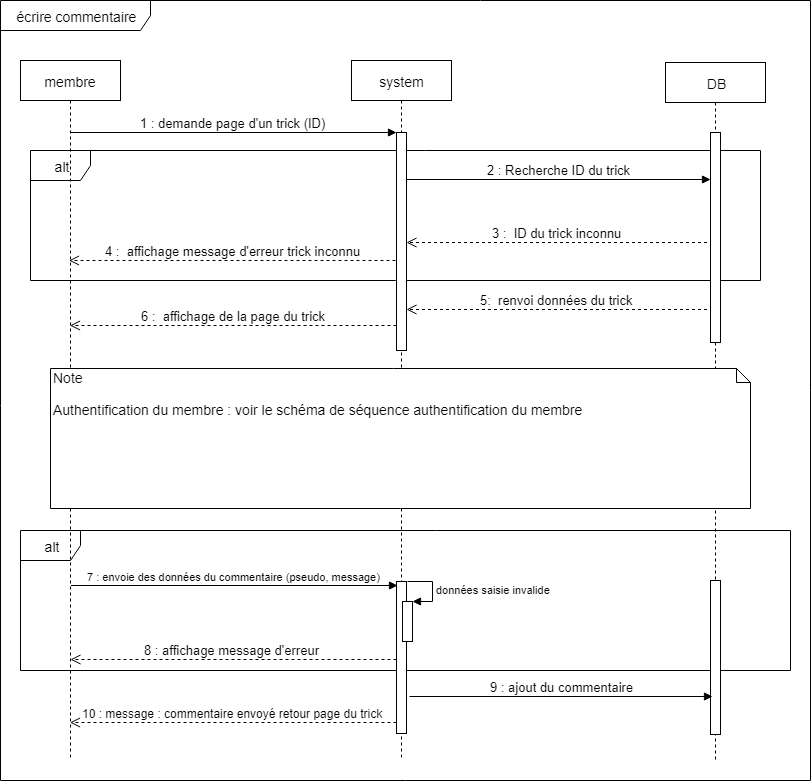 écrire commentaire
membre
system
DB
1 : demande page d'un trick (ID)
alt
2 : Recherche ID du trick
3 :  ID du trick inconnu
4 :  affichage message d'erreur trick inconnu
5:  renvoi données du trick
6 :  affichage de la page du trick
Note
Authentification du membre : voir le schéma de séquence authentification du membre
alt
7 : envoie des données du commentaire (pseudo, message)
données saisie invalide
8 : affichage message d'erreur
9 : ajout du commentaire
10 : message : commentaire envoyé retour page du trick